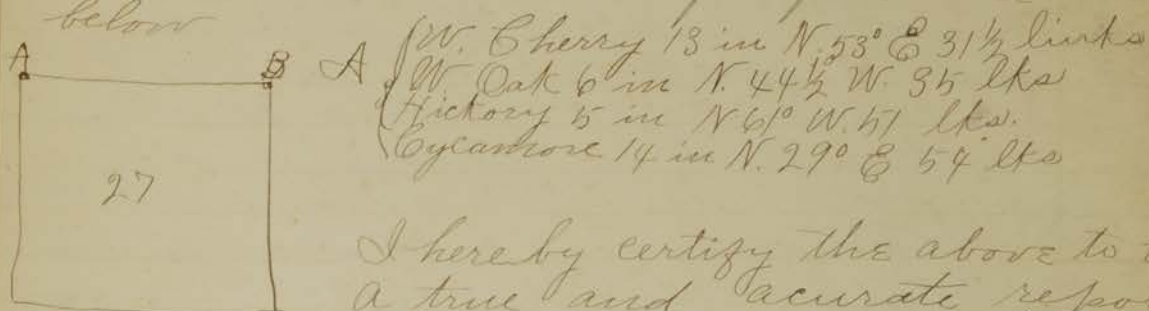 below
A B A W. Cherry 13 in N. 53° E 31½ links
W. Oak 6 in N. 44½ W. 35 lks
Hickory 5 in N 61° W. 51 lks.
Cycamore 14 in N. 29° E 54 lks
27
I hereby certify the above to
a true and acurate repo